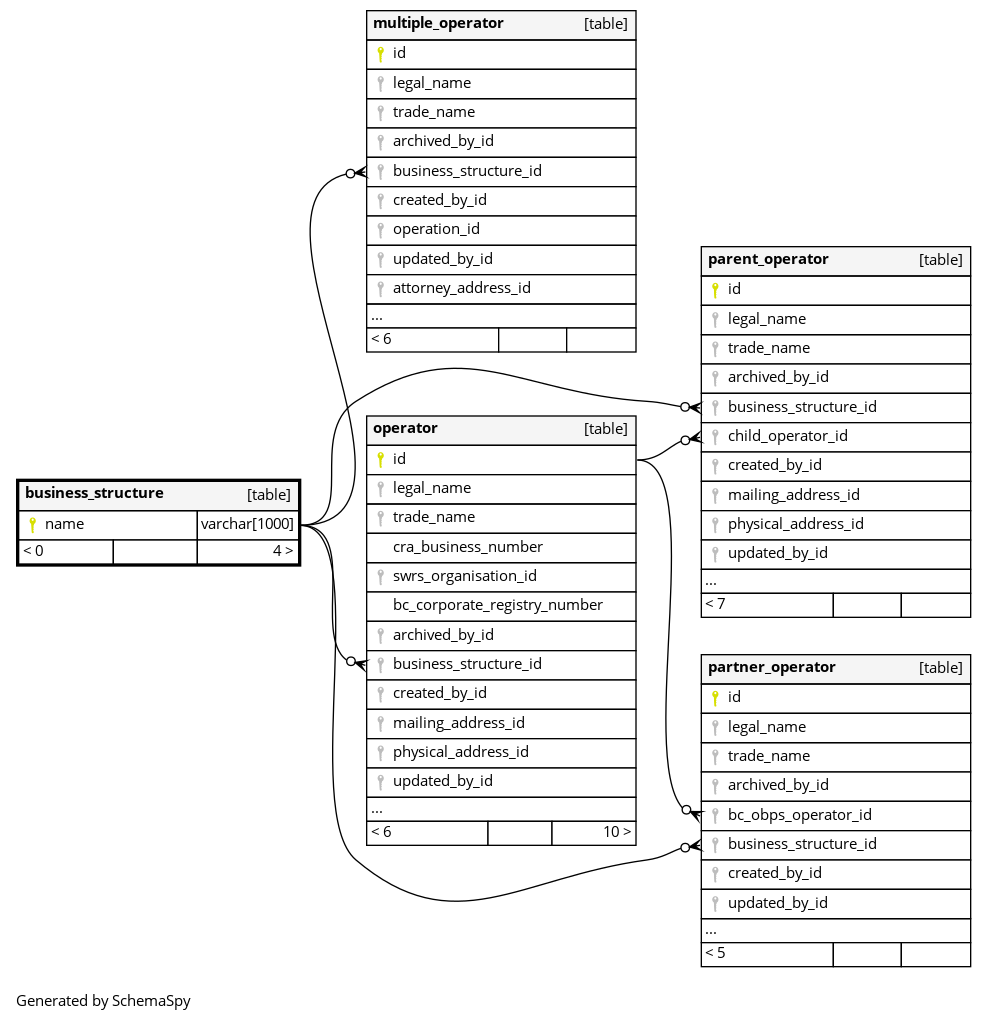 multiple_operator [table]
id
legal_name
trade_name
archived_by_id
business_structure_id
created_by_id
operation_id
updated_by_id
attorney_address_id
...
< 6
parent_operator [table]
id
legal_name
trade_name
archived_by_id
business_structure_id
child_operator_id
created_by_id
mailing_address_id
physical_address_id
updated_by_id
...
< 7
operator [table]
id
legal_name
trade_name
cra_business_number
swrs_organisation_id
bc_corporate_registry_number
archived_by_id
business_structure_id
created_by_id
mailing_address_id
physical_address_id
updated_by_id
...
< 6 10 >
business_structure [table]
name varchar[1000]
< 0 4 >
partner_operator [table]
id
legal_name
trade_name
archived_by_id
bc_obps_operator_id
business_structure_id
created_by_id
updated_by_id
...
< 5
Generated by SchemaSpy